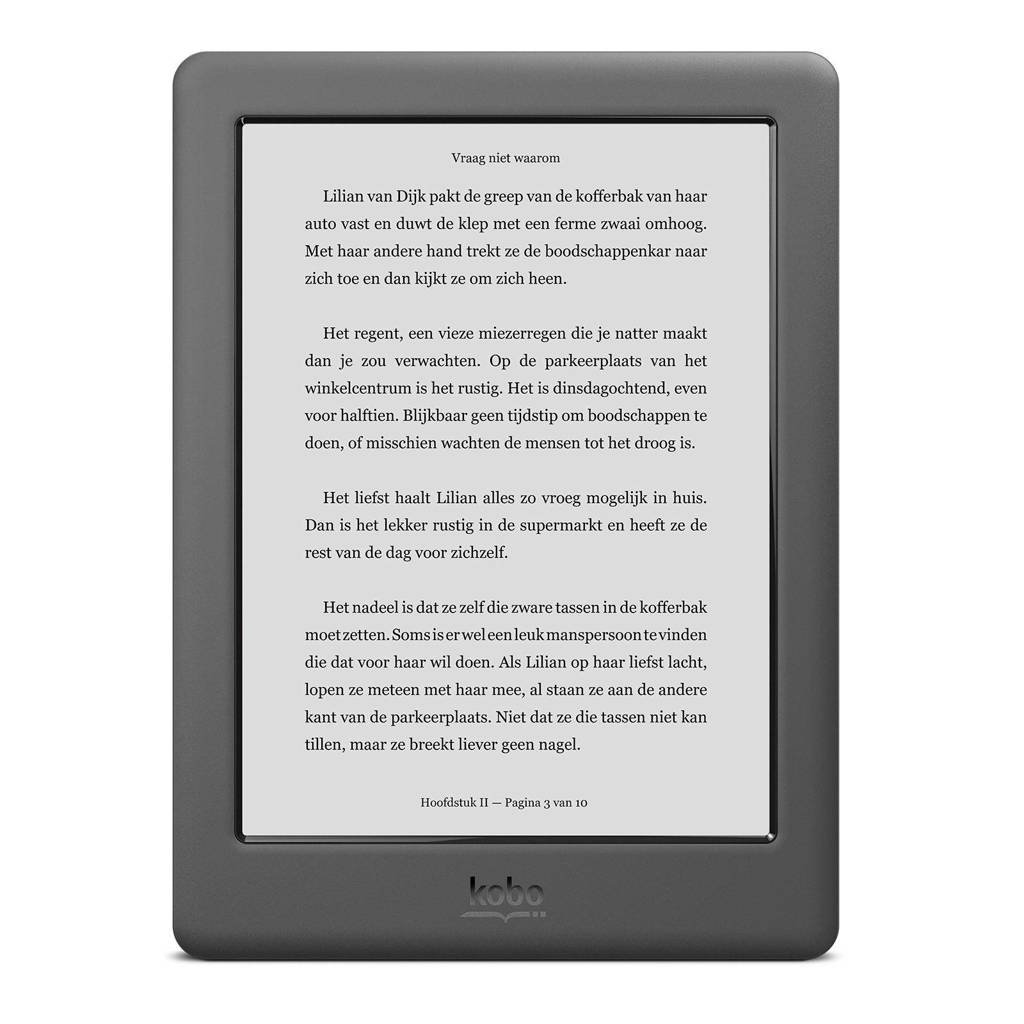 Vraag niet waarom
Lilian van Dijk pakt de greep van de kofferbak van haar
auto vast en duwt de klep met een ferme zwaai omhoog.
Met haar andere hand trekt ze de boodschappenkar naar
zich toe en dan kijkt ze om zich heen.
Het regent, een vieze miezerregen die je natter maakt
dan je zou verwachten. Op de parkeerplaats van het
winkelcentrum is het rustig. Het is dinsdagochtend, even
voor halftien. Blijkbaar geen tijdstip om boodschappen te
doen, of misschien wachten de mensen tot het droog is.
Het liefst haalt Lilian alles zo vroeg mogelijk in huis.
Dan is het lekker rustig in de supermarkt en heeft ze de
rest van de dag voor zichzelf.
Het nadeel is dat ze zelf die zware tassen in de kofferbak
moet zetten. Soms is er wel een leuk manspersoon te vinden
die dat voor haar wil doen. Als Lilian op haar liefst lacht,
lopen ze meteen met haar mee, al staan ze aan de andere
kant van de parkeerplaats. Niet dat ze die tassen niet kan
tillen, maar ze breekt liever geen nagel.
Hoofdstuk II — Pagina 3 van 10
kobo